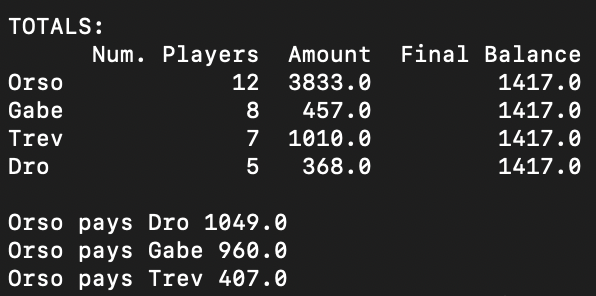 TOTALS:
Num. Players Amount Final Balance
Orso 12 3833.0 1417.0
Gabe 8 457.0 1417.0
Trev 7 1010.0 1417.0
Dro 5 368.0 1417.0
Orso pays Dro 1049.0
Orso pays Gabe 960.0
Orso pays Trev 407.0